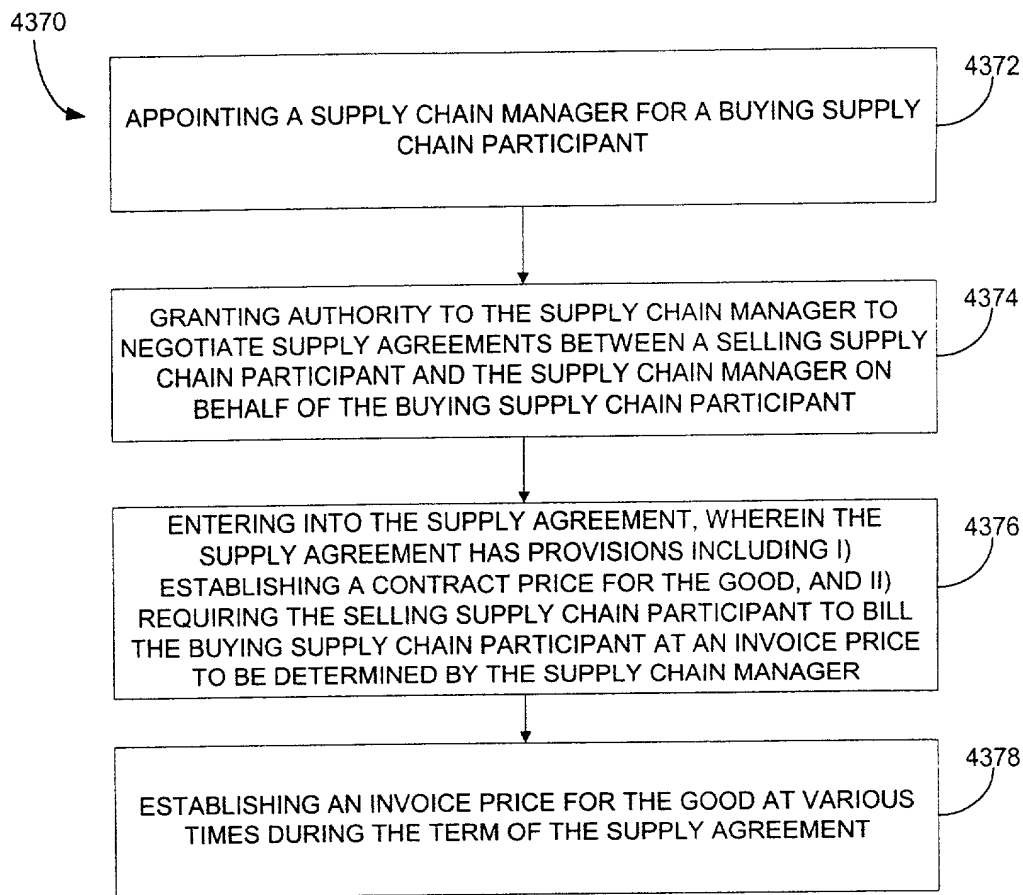 4370
4372
APPOINTING A SUPPLY CHAIN MANAGER FOR A BUYING SUPPLY
CHAIN PARTICIPANT
4374
GRANTING AUTHORITY TO THE SUPPLY CHAIN MANAGER TO
NEGOTIATE SUPPLY AGREEMENTS BETWEEN A SELLING SUPPLY
CHAIN PARTICIPANT AND THE SUPPLY CHAIN MANAGER ON
BEHALF OF THE BUYING SUPPLY CHAIN PARTICIPANT
4376
ENTERING INTO THE SUPPLY AGREEMENT, WHEREIN THE
SUPPLY AGREEMENT HAS PROVISIONS INCLUDING I)
ESTABLISHING A CONTRACT PRICE FOR THE GOOD, AND II)
REQUIRING THE SELLING SUPPLY CHAIN PARTICIPANT TO BILL
THE BUYING SUPPLY CHAIN PARTICIPANT AT AN INVOICE PRICE
TO BE DETERMINED BY THE SUPPLY CHAIN MANAGER
4378
ESTABLISHING AN INVOICE PRICE FOR THE GOOD AT VARIOUS
TIMES DURING THE TERM OF THE SUPPLY AGREEMENT